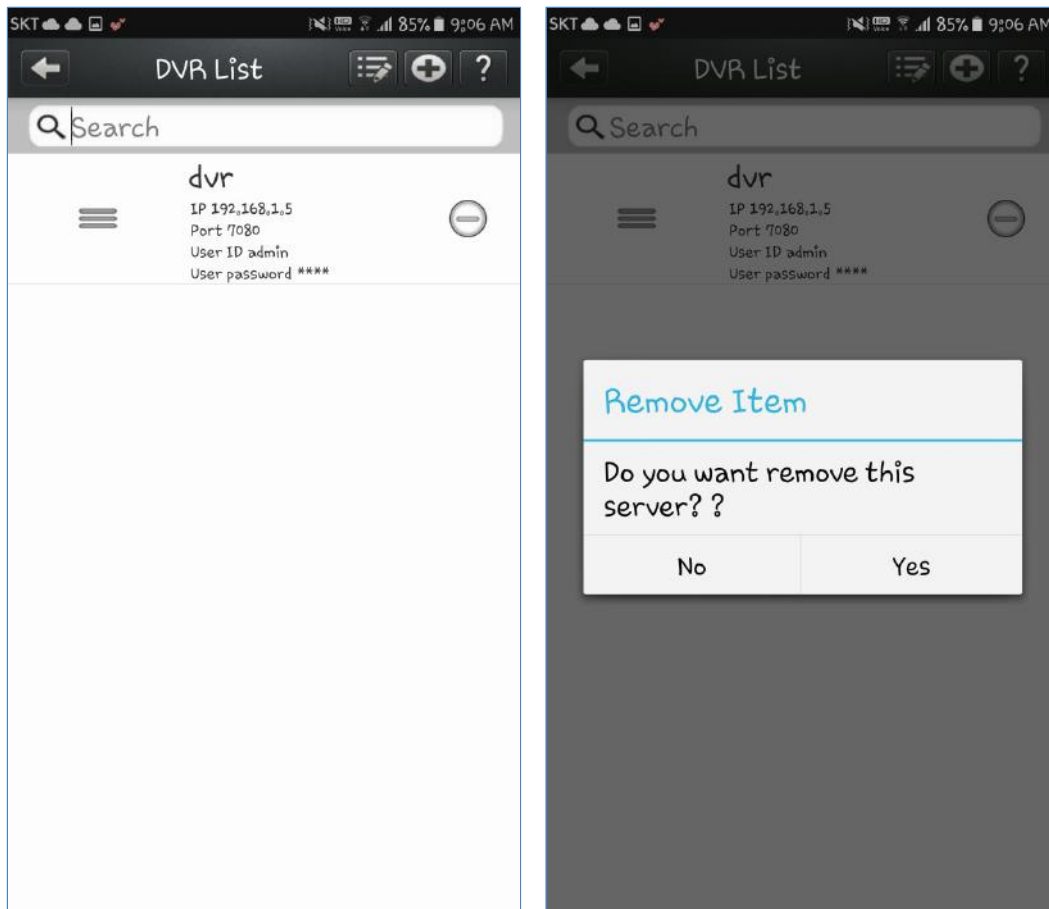 SKT 85% 9:06 AM
DVR List ?
Search
dvr
IP 192.168.1.5
Port 7080
User ID admin
User password ****
SKT 85% 9:06 AM
DVR List ?
Search
dvr
IP 192.168.1.5
Port 7080
User ID admin
User password ****
Remove Item
Do you want remove this
server? ?
No Yes